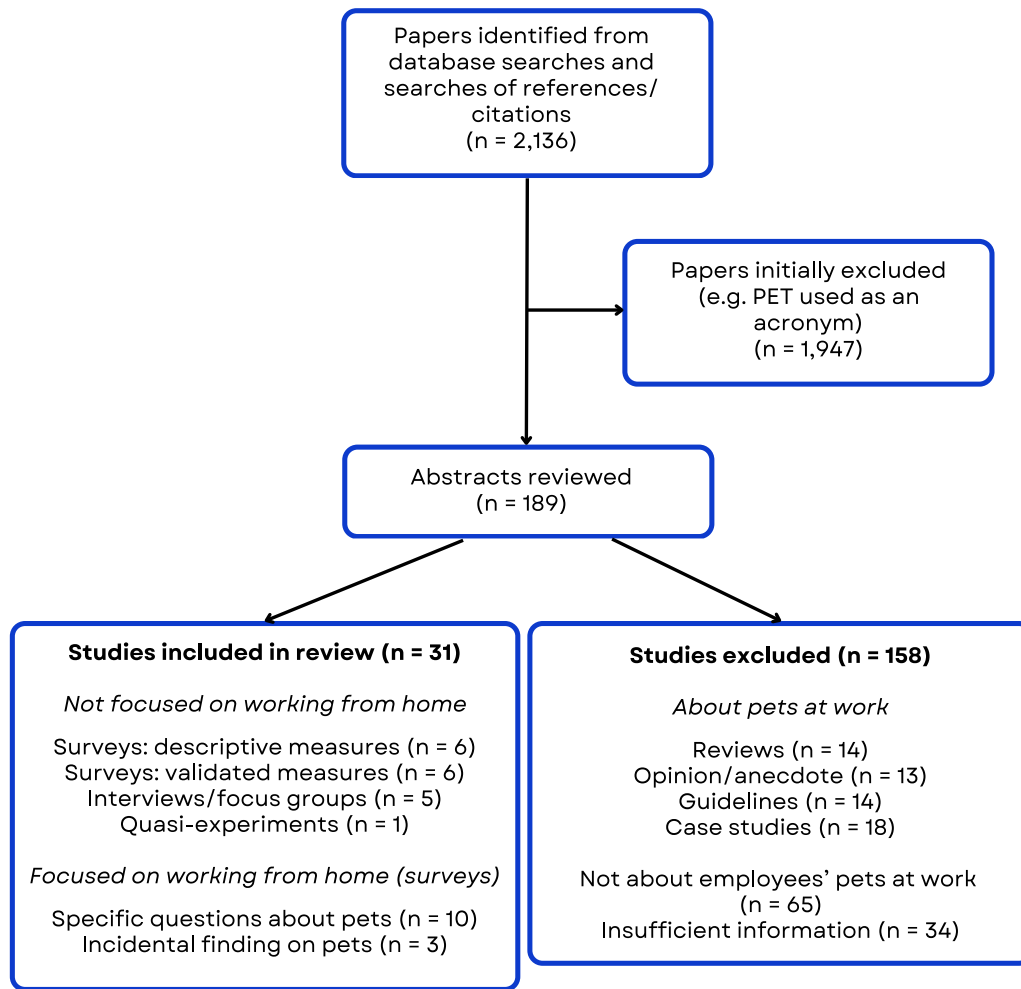 Papers identified from
database searches and
searches of references/
citations
(n = 2,136)
Papers initially excluded
(e.g. PET used as an
acronym)
(n = 1,947)
Abstracts reviewed
(n = 189)
Studies included in review (n = 31)
Not focused on working from home
Surveys: descriptive measures (n = 6)
Surveys: validated measures (n = 6)
Interviews/focus groups (n = 5)
Quasi-experiments (n = 1)
Focused on working from home (surveys)
Specific questions about pets (n = 10)
Incidental finding on pets (n = 3)
Studies excluded (n = 158)
About pets at work
Reviews (n = 14)
Opinion/anecdote (n = 13)
Guidelines (n = 14)
Case studies (n = 18)
Not about employees’ pets at work
(n = 65)
Insufficient information (n = 34)